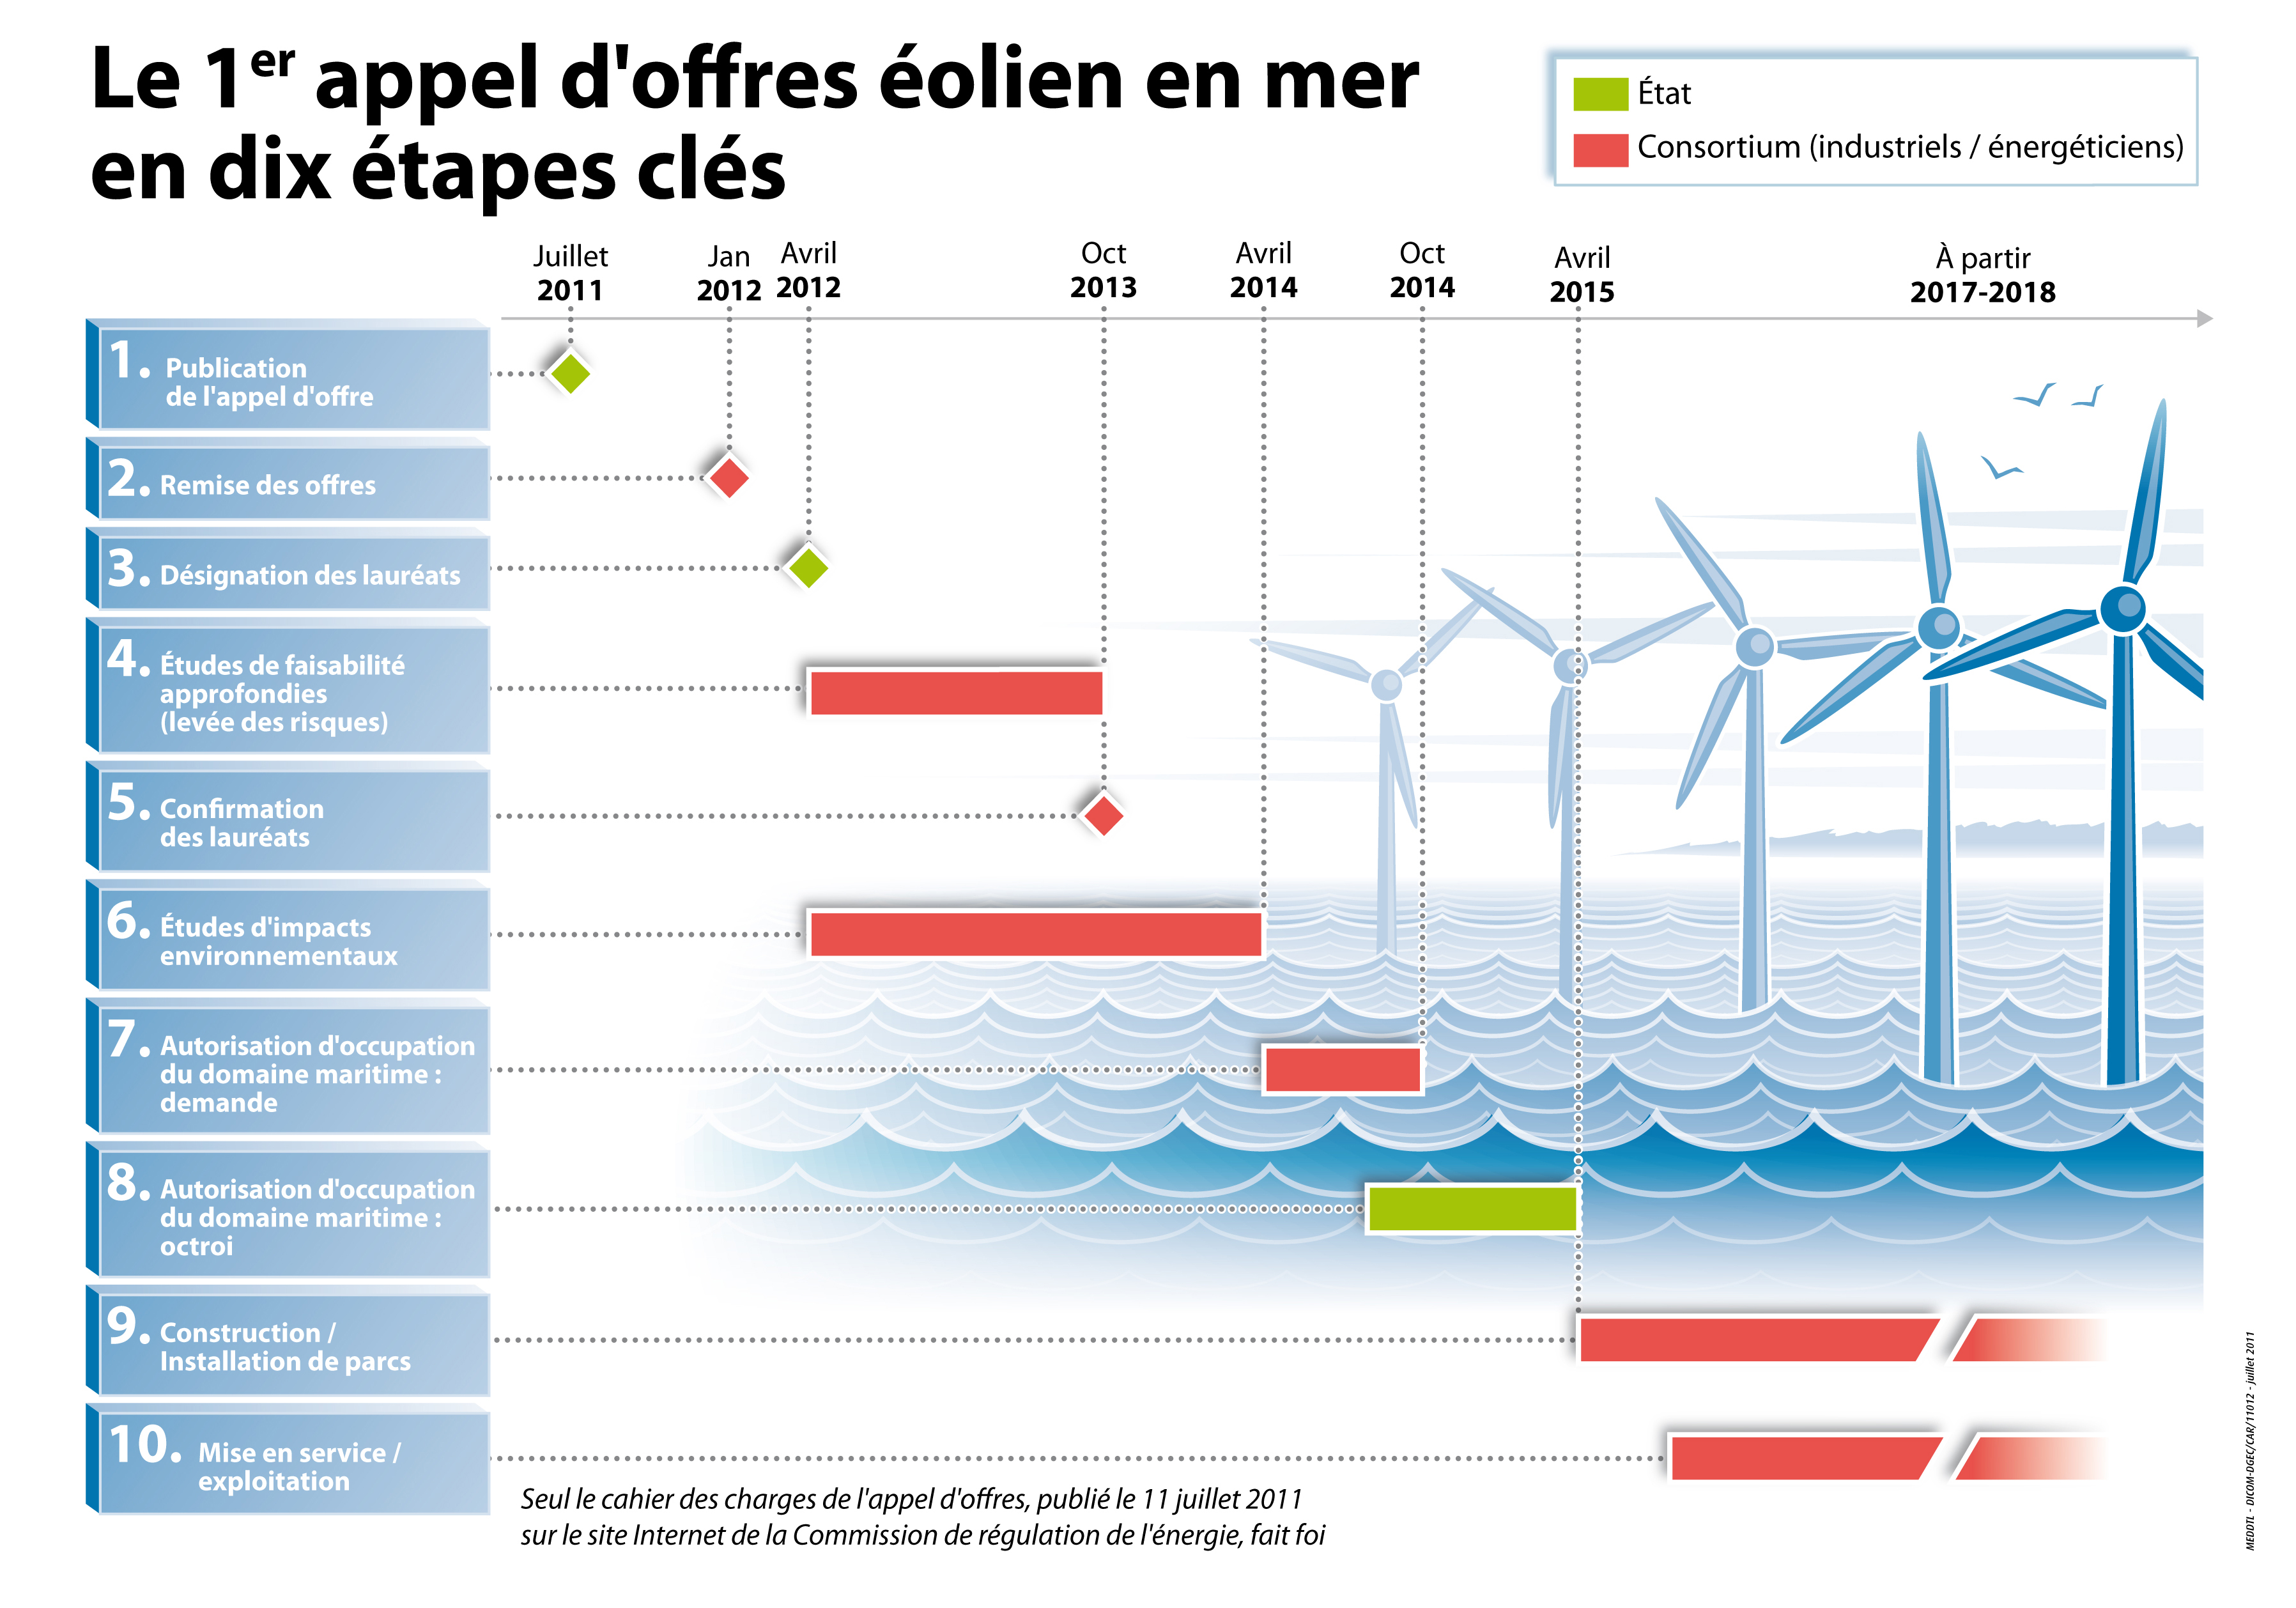 Le 1er appel d'offres éolien en mer
en dix étapes clés
État
Consortium (industriels / énergéticiens)
Juillet
2011
Jan
2012
Avril
2012
Oct
2013
Avril
2014
Oct
2014
Avril
2015
À partir
2017-2018
1. Publication
de l'appel d'offre
2. Remise des offres
3. Désignation des lauréats
4. Études de faisabilité
approfondies
(levée des risques)
5. Confirmation
des lauréats
6. Études d'impacts
environnementaux
7. Autorisation d'occupation
du domaine maritime :
demande
8. Autorisation d'occupation
du domaine maritime :
octroi
9. Construction /
Installation de parcs
10. Mise en service /
exploitation
Seul le cahier des charges de l'appel d'offres, publié le 11 juillet 2011
sur le site Internet de la Commission de régulation de l'énergie, fait foi
MEDDTL - DICOM-DGEC/CAR/11012 - juillet 2011